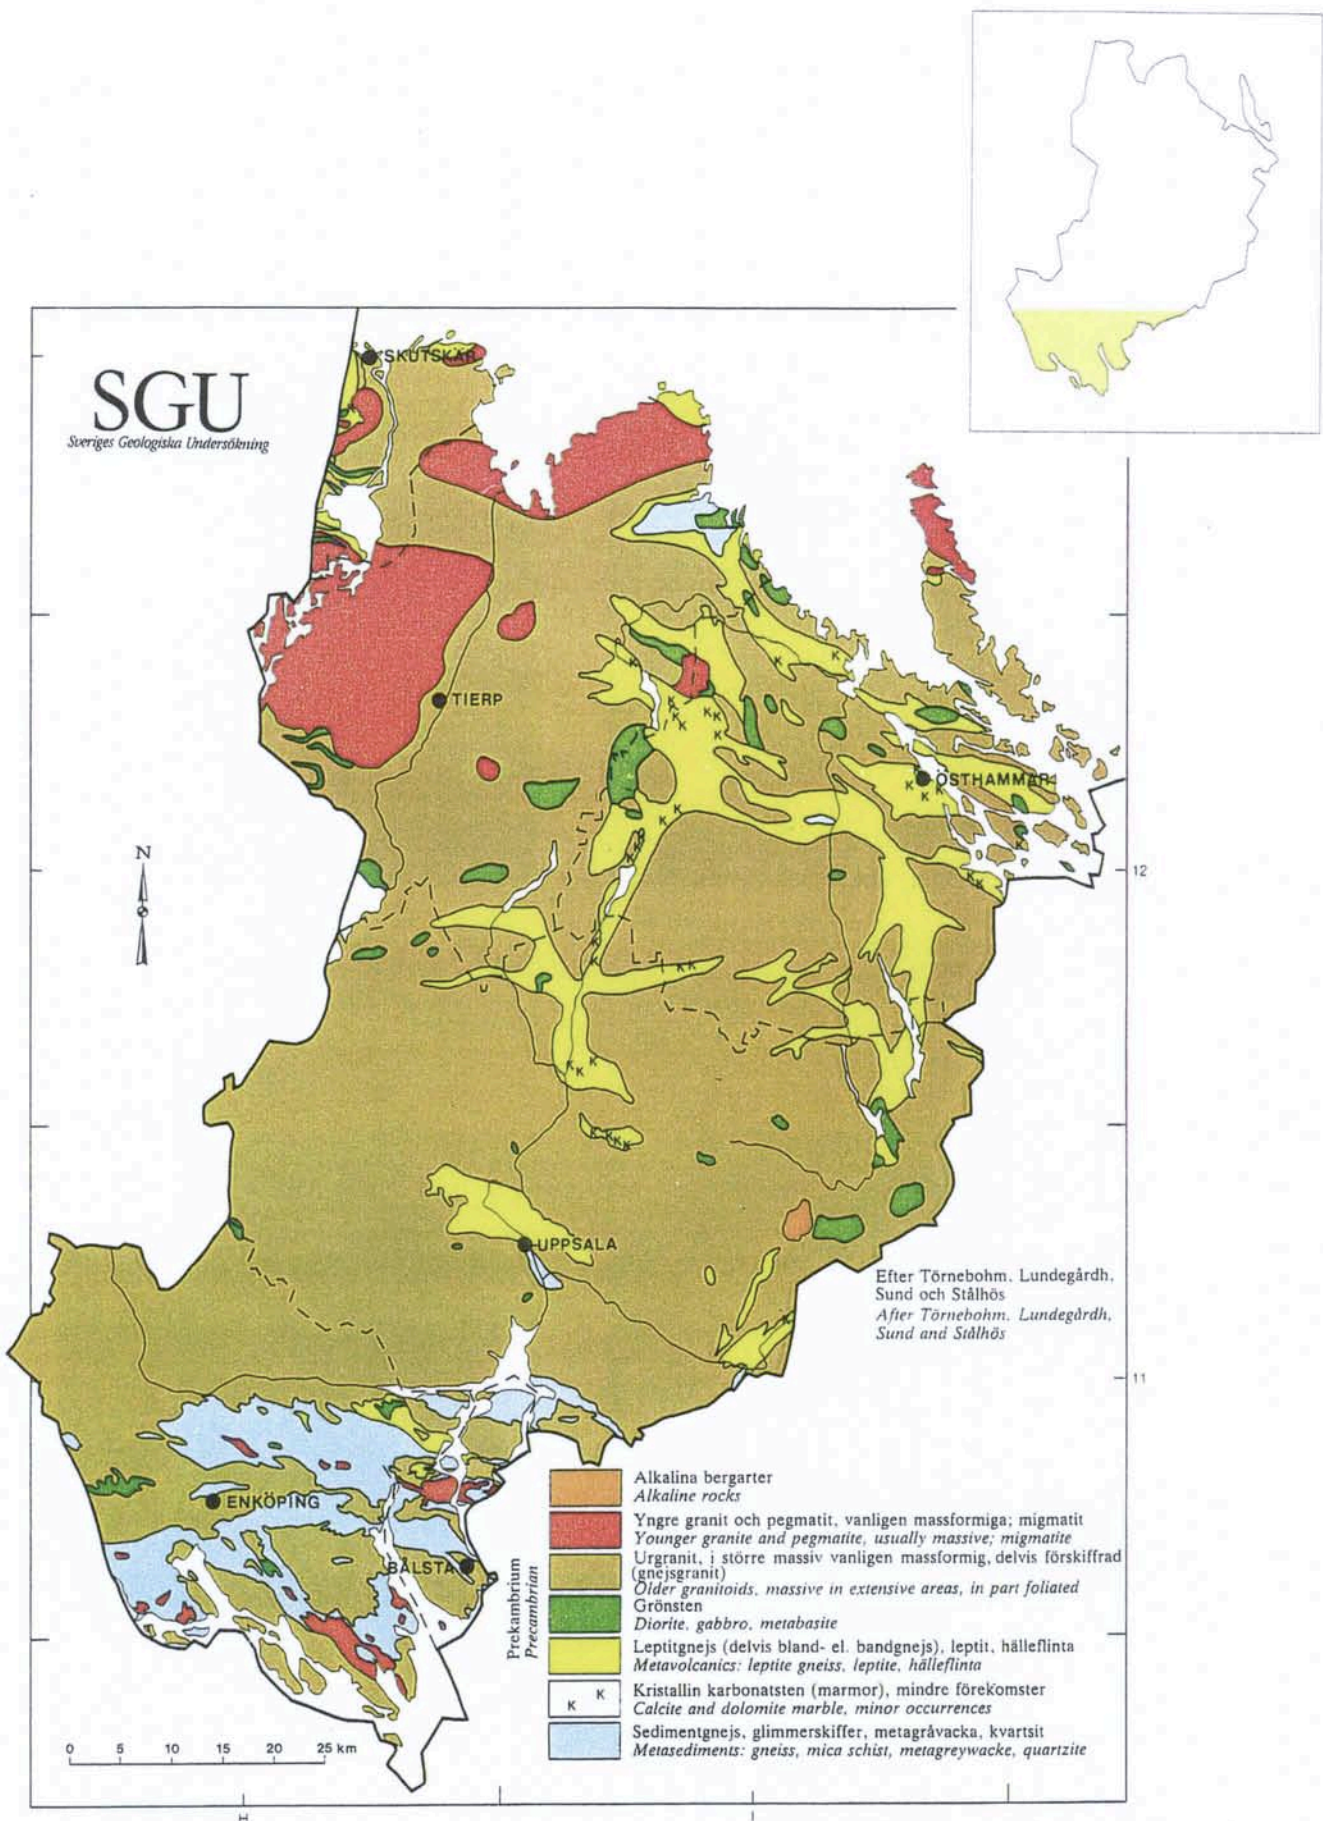 SGU
Sveriges Geologiska Undersökning
SKUTSKÄR
TIERP
ÖSTHAMMAR
N
12
UPPSALA
Efter Törnebohm, Lundegårdh,
Sund och Stålhös
After Törnebohm, Lundegårdh,
Sund and Stålhös
11
ENKÖPING
BÅLSTA
Prekambrium
Precambrian
Alkalina bergarter
Alkaline rocks
Yngre granit och pegmatit, vanligen massformiga; migmatit
Younger granite and pegmatite, usually massive; migmatite
Urgranit, i större massiv vanligen massformig, delvis förskiffrad
(gnejsgranit)
Older granitoids, massive in extensive areas, in part foliated
Grönsten
Diorite, gabbro, metabasite
Leptitgnejs (delvis bland- el. bandgnejs), leptit, hälleflinta
Metavolcanics: leptite gneiss, leptite, hälleflinta
K K
Kristallin karbonatsten (marmor), mindre förekomster
Calcite and dolomite marble, minor occurrences
Sedimentgnejs, glimmerskiffer, metagråvacka, kvartsit
Metasediments: gneiss, mica schist, metagreywacke, quartzite
0 5 10 15 20 25 km